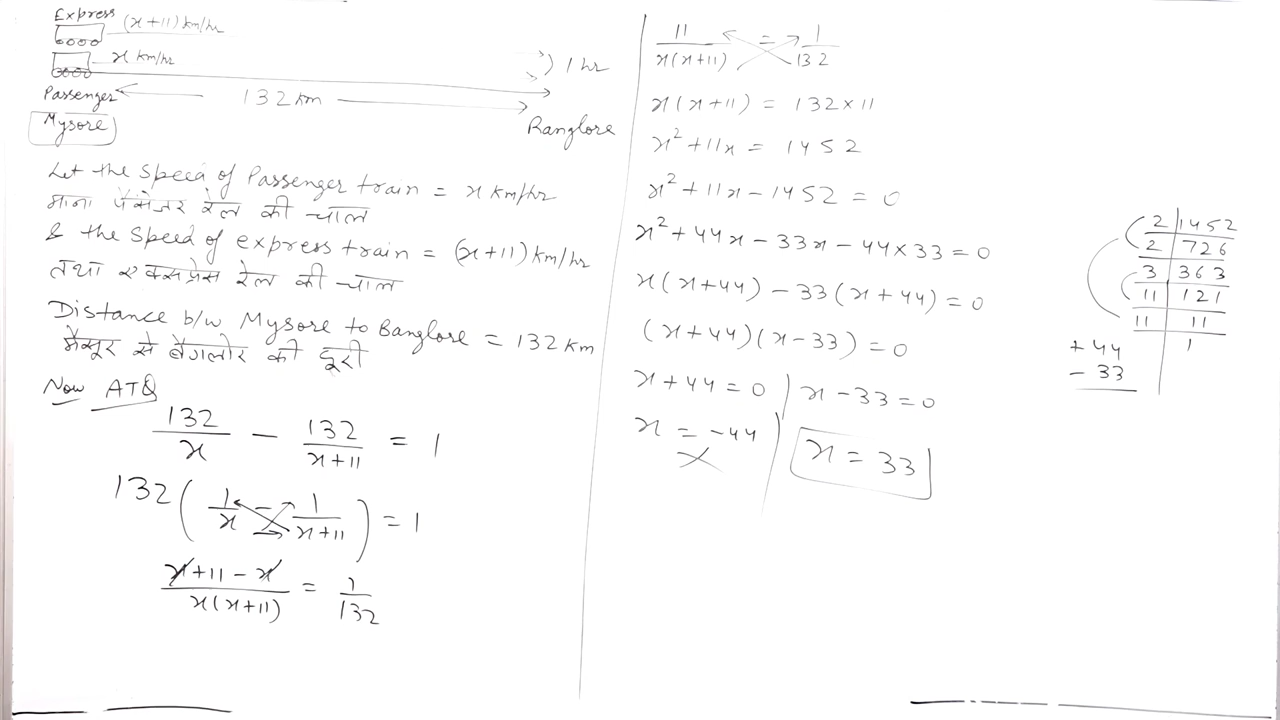 Express
(x+11) km/hr
x km/hr
) 1 hr
Passenger
132 km
Mysore
Banglore
Let the speed of Passenger train = x km/hr
माना पैसेंजर रेल की चाल
& the speed of express train = (x+11) km/hr
तथा एक्सप्रेस रेल की चाल
Distance b/w Mysore to Banglore = 132 km
मैसूर से बैंगलोर की दूरी
Now ATQ
132/x - 132/(x+11) = 1
132 (1/x - 1/(x+11)) = 1
(x+11-x)/(x(x+11)) = 1/132
11/(x(x+11)) = 1/132
x(x+11) = 132×11
x² + 11x = 1452
x² + 11x - 1452 = 0
x² + 44x - 33x - 44×33 = 0
x(x+44) - 33(x+44) = 0
(x+44)(x-33) = 0
x+44 = 0 | x-33 = 0
x = -44 | x = 33
2 | 1452
2 | 726
3 | 363
11 | 121
11 | 11
1
+44
-33